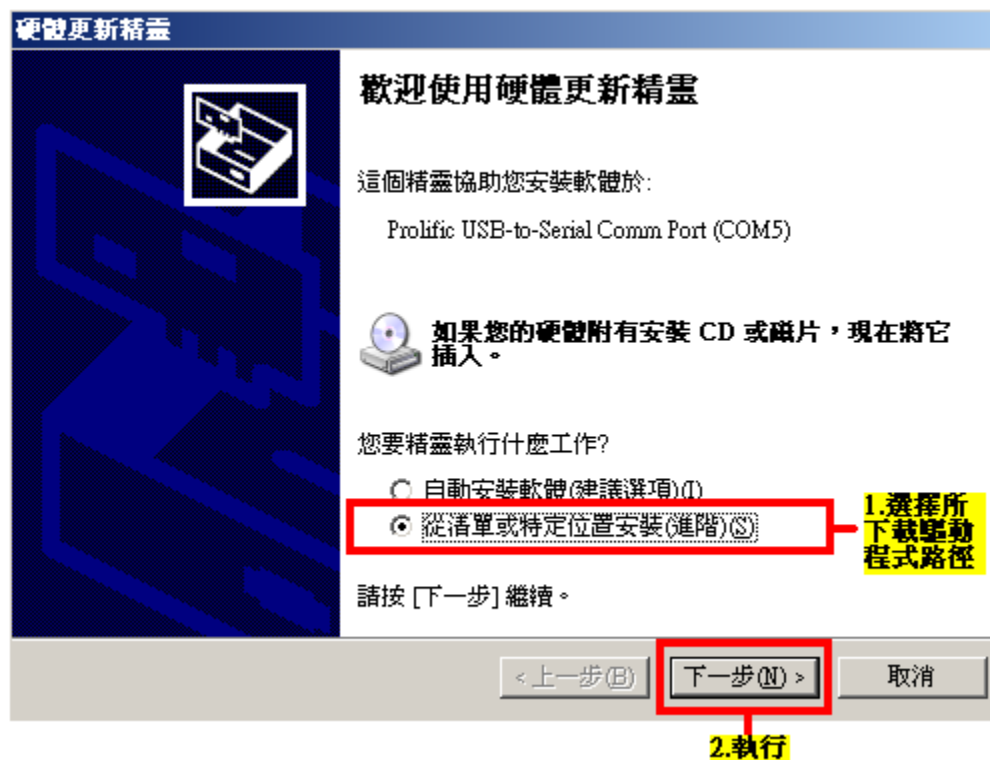 硬體更新精靈
歡迎使用硬體更新精靈
這個精靈協助您安裝軟體於:
Prolific USB-to-Serial Comm Port (COM5)
如果您的硬體附有安裝 CD 或磁片，現在將它
插入。
您要精靈執行什麼工作?
自動安裝軟體(建議選項)(I)
從清單或特定位置安裝(進階)(S)
1.選擇所
下載驅動
程式路徑
請按 [下一步] 繼續。
<上一步(B)
下一步(N) >
取消
2.執行